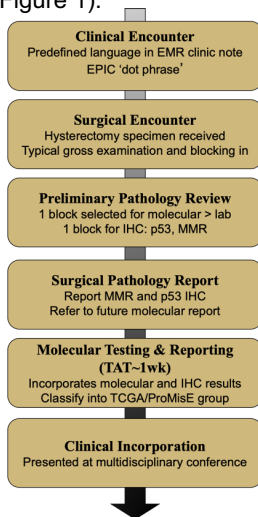 Figure 1).
Clinical Encounter
Predefined language in EMR clinic note
EPIC ‘dot phrase’
Surgical Encounter
Hysterectomy specimen received
Typical gross examination and blocking in
Preliminary Pathology Review
1 block selected for molecular > lab
1 block for IHC: p53, MMR
Surgical Pathology Report
Report MMR and p53 IHC
Refer to future molecular report
Molecular Testing & Reporting
(TAT~1wk)
Incorporates molecular and IHC results
Classify into TCGA/ProMisE group
Clinical Incorporation
Presented at multidisciplinary conference